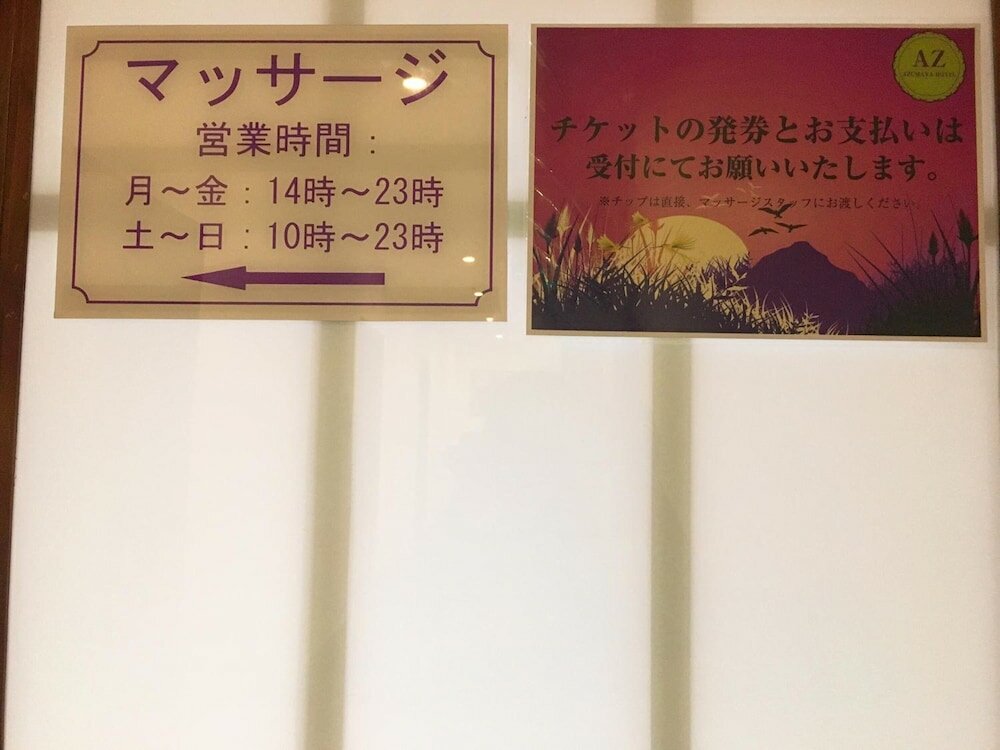 マッサージ
営業時間：
月～金：14時～23時
土～日：10時～23時
AZ
チケットの発券とお支払いは
受付にてお願いいたします。
※チップは直接、マッサージスタッフにお渡しください。